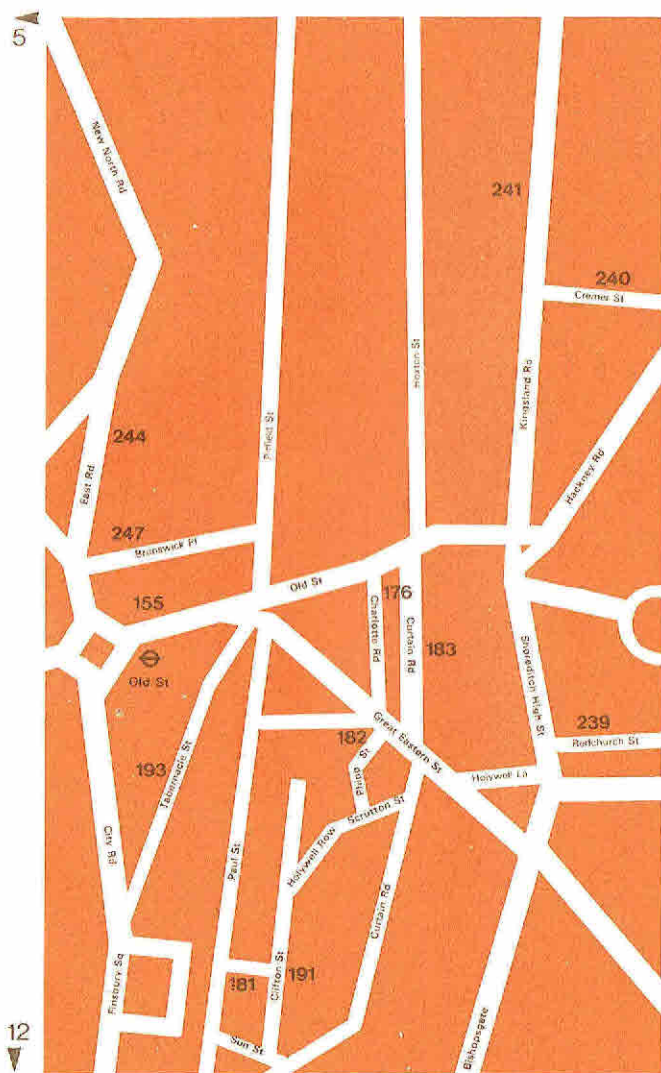 5
New North Rd
241
240
Cremer St
Hoxton St
Kingsland Rd
Pitfield St
Hackney Rd
244
East Rd
247
Brunswick Pl
Old St
155
176
Charlotte Rd
Curtain Rd
183
Old St
Shoreditch High St
239
Redchurch St
Great Eastern St
182
Phipp St
Holywell La
193
Tabernacle St
Scrutton St
City Rd
Paul St
Holywell Row
Curtain Rd
Finsbury Sq
181
Clifton St
191
12
Sun St
Bishopsgate